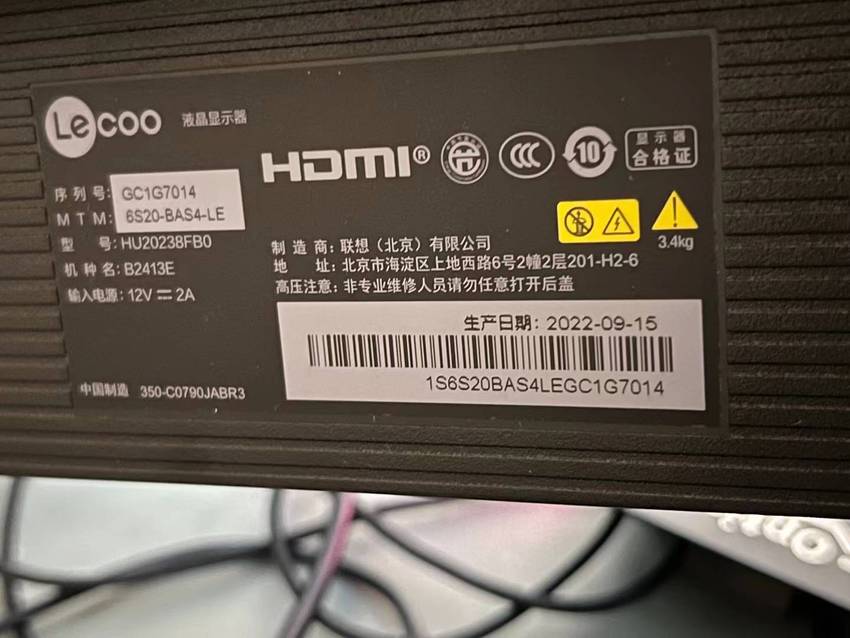 Lecoo 液晶显示器
HDMI®
CCC
10
显示器
合格证
序列号: GC1G7014
MTM: 6S20-BAS4-LE
型 号: HU20238FB0
机种名: B2413E
输入电源: 12V ⎓ 2A
3.4kg
制造商: 联想（北京）有限公司
地 址: 北京市海淀区上地西路6号2幢2层201-H2-6
高压注意: 非专业维修人员请勿任意打开后盖
生产日期: 2022-09-15
1S6S20BAS4LEGC1G7014
中国制造 350-C0790JABR3